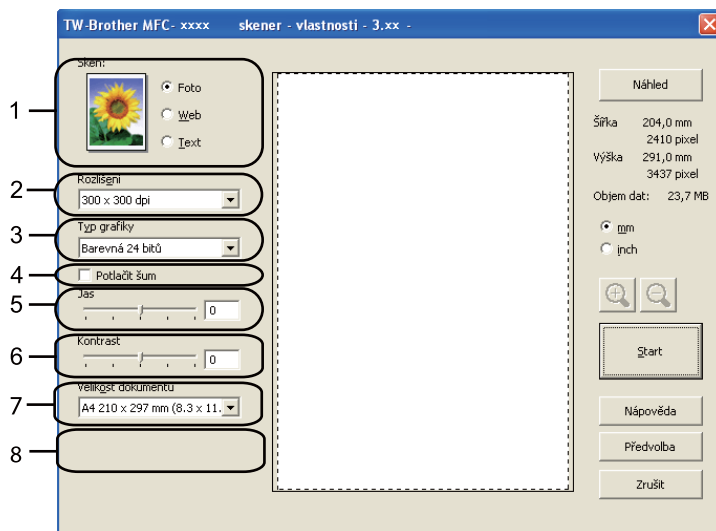 TW-Brother MFC- xxxx skener - vlastnosti - 3.xx -
1
Sken:
Foto
Web
Text
2
Rozlišení
300 x 300 dpi
3
Typ grafiky
Barevná 24 bitů
4
Potlačit šum
5
Jas
0
6
Kontrast
0
7
Velikost dokumentu
A4 210 x 297 mm (8.3 x 11.
8
Náhled
Šířka 204,0 mm
2410 pixel
Výška 291,0 mm
3437 pixel
Objem dat: 23,7 MB
mm
inch
Start
Nápověda
Předvolba
Zrušit